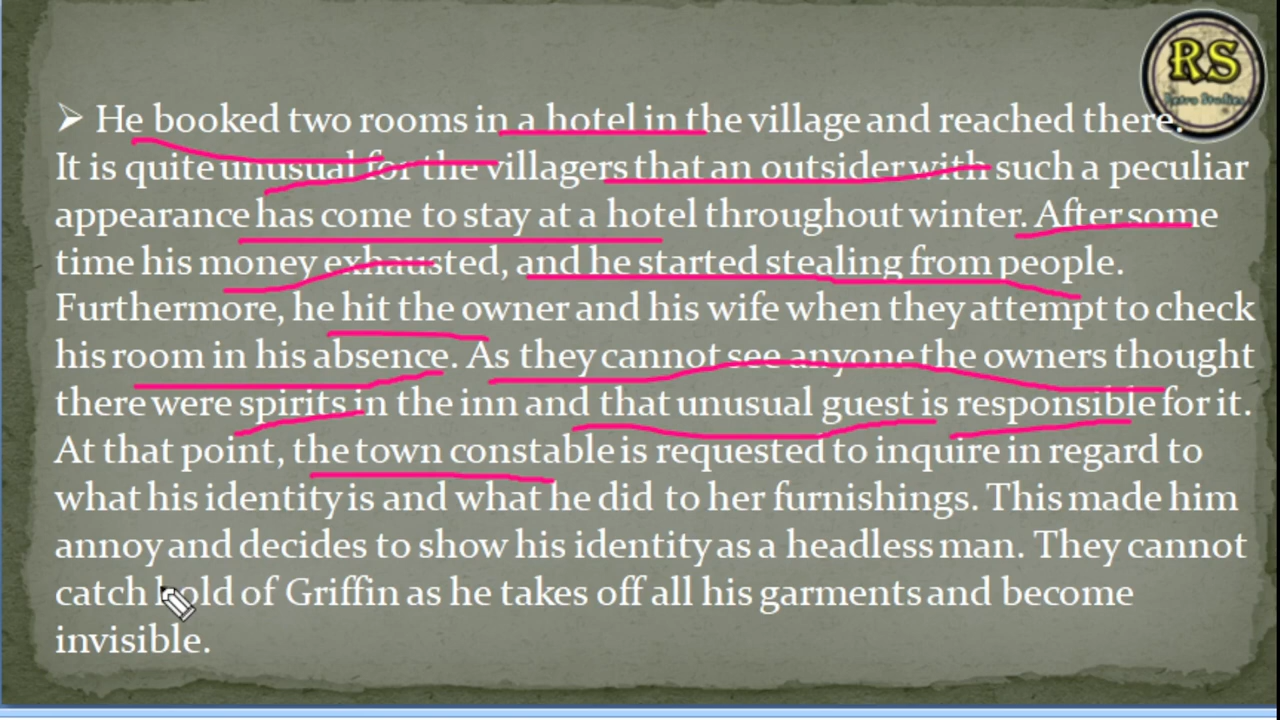 RS
Retro Studies
➢ He booked two rooms in a hotel in the village and reached there.
It is quite unusual for the villagers that an outsider with such a peculiar
appearance has come to stay at a hotel throughout winter. After some
time his money exhausted, and he started stealing from people.
Furthermore, he hit the owner and his wife when they attempt to check
his room in his absence. As they cannot see anyone the owners thought
there were spirits in the inn and that unusual guest is responsible for it.
At that point, the town constable is requested to inquire in regard to
what his identity is and what he did to her furnishings. This made him
annoy and decides to show his identity as a headless man. They cannot
catch hold of Griffin as he takes off all his garments and become
invisible.